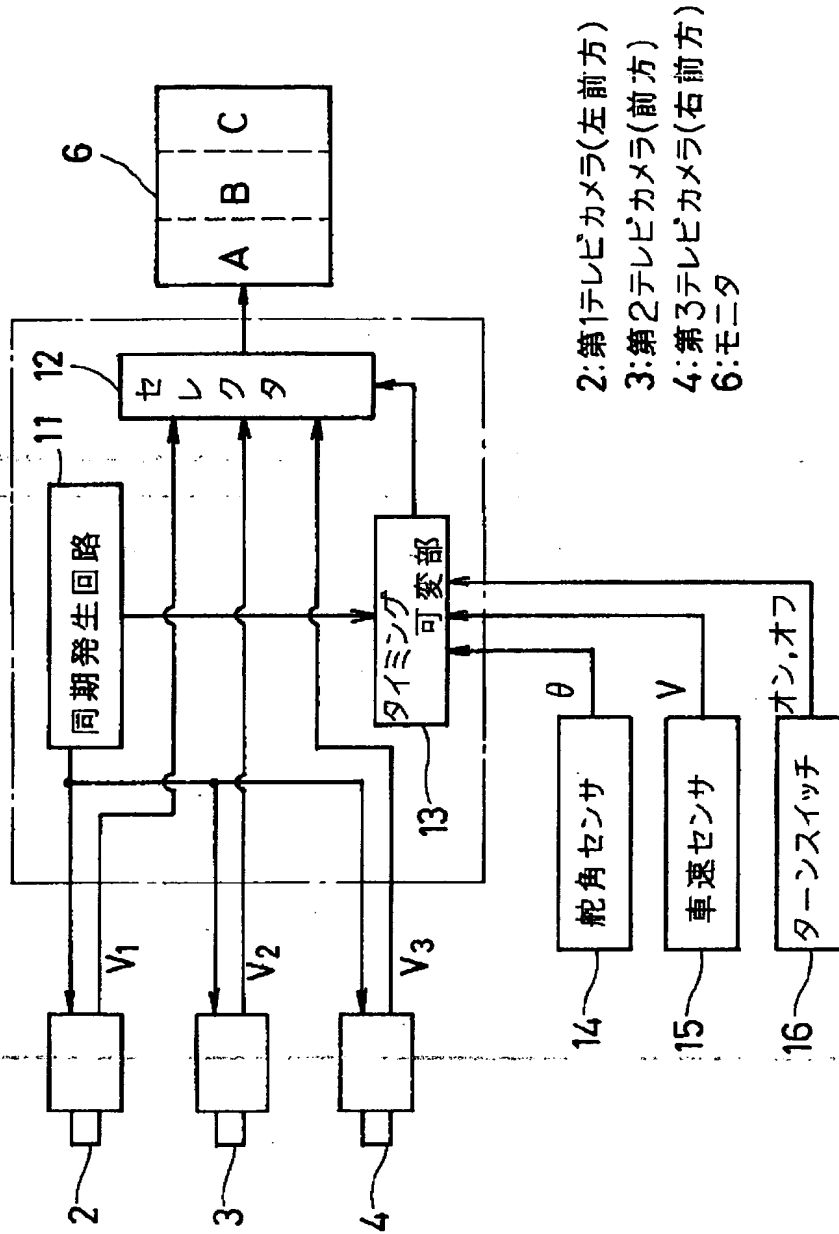 2
3
4
V1
V2
V3
11
同期発生回路
12
セレクタ
6
A B C
13
タイミング
可変部
14
舵角センサ
θ
15
車速センサ
V
16
ターンスイッチ
オン,オフ
2:第1テレビカメラ(左前方)
3:第2テレビカメラ(前方)
4:第3テレビカメラ(右前方)
6:モニタ